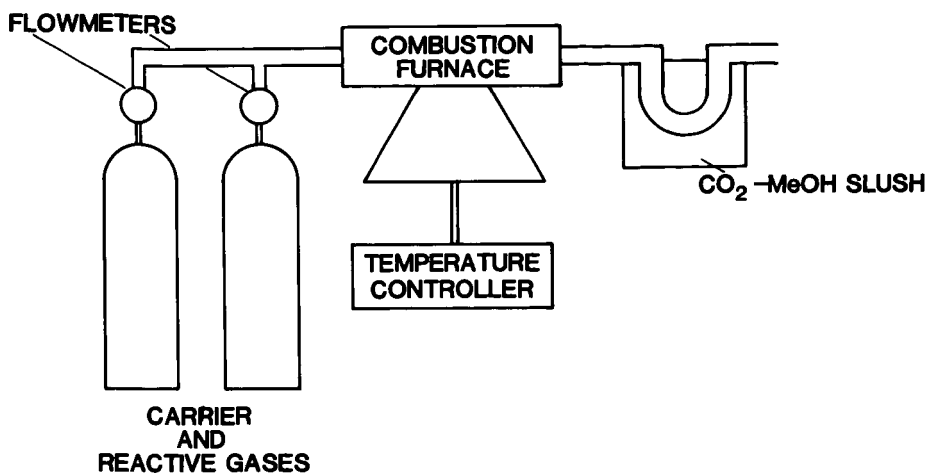 FLOWMETERS
COMBUSTION
FURNACE
CO₂ –MeOH SLUSH
TEMPERATURE
CONTROLLER
CARRIER
AND
REACTIVE GASES